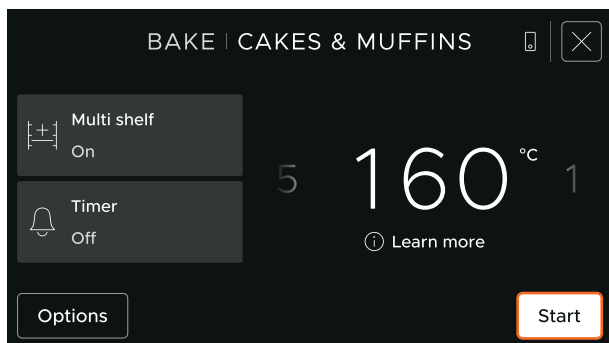 BAKE | CAKES & MUFFINS
Multi shelf
On
Timer
Off
5 160 °C 1
Learn more
Options
Start